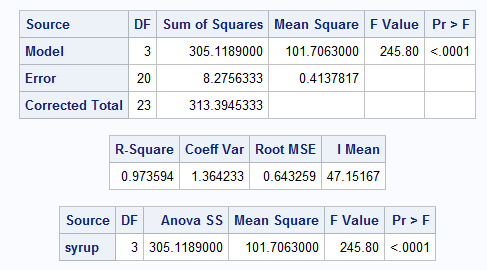 Source DF Sum of Squares Mean Square F Value Pr > F
Model 3 305.1189000 101.7063000 245.80 <.0001
Error 20 8.2756333 0.4137817
Corrected Total 23 313.3945333
R-Square Coeff Var Root MSE l Mean
0.973594 1.364233 0.643259 47.15167
Source DF Anova SS Mean Square F Value Pr > F
syrup 3 305.1189000 101.7063000 245.80 <.0001